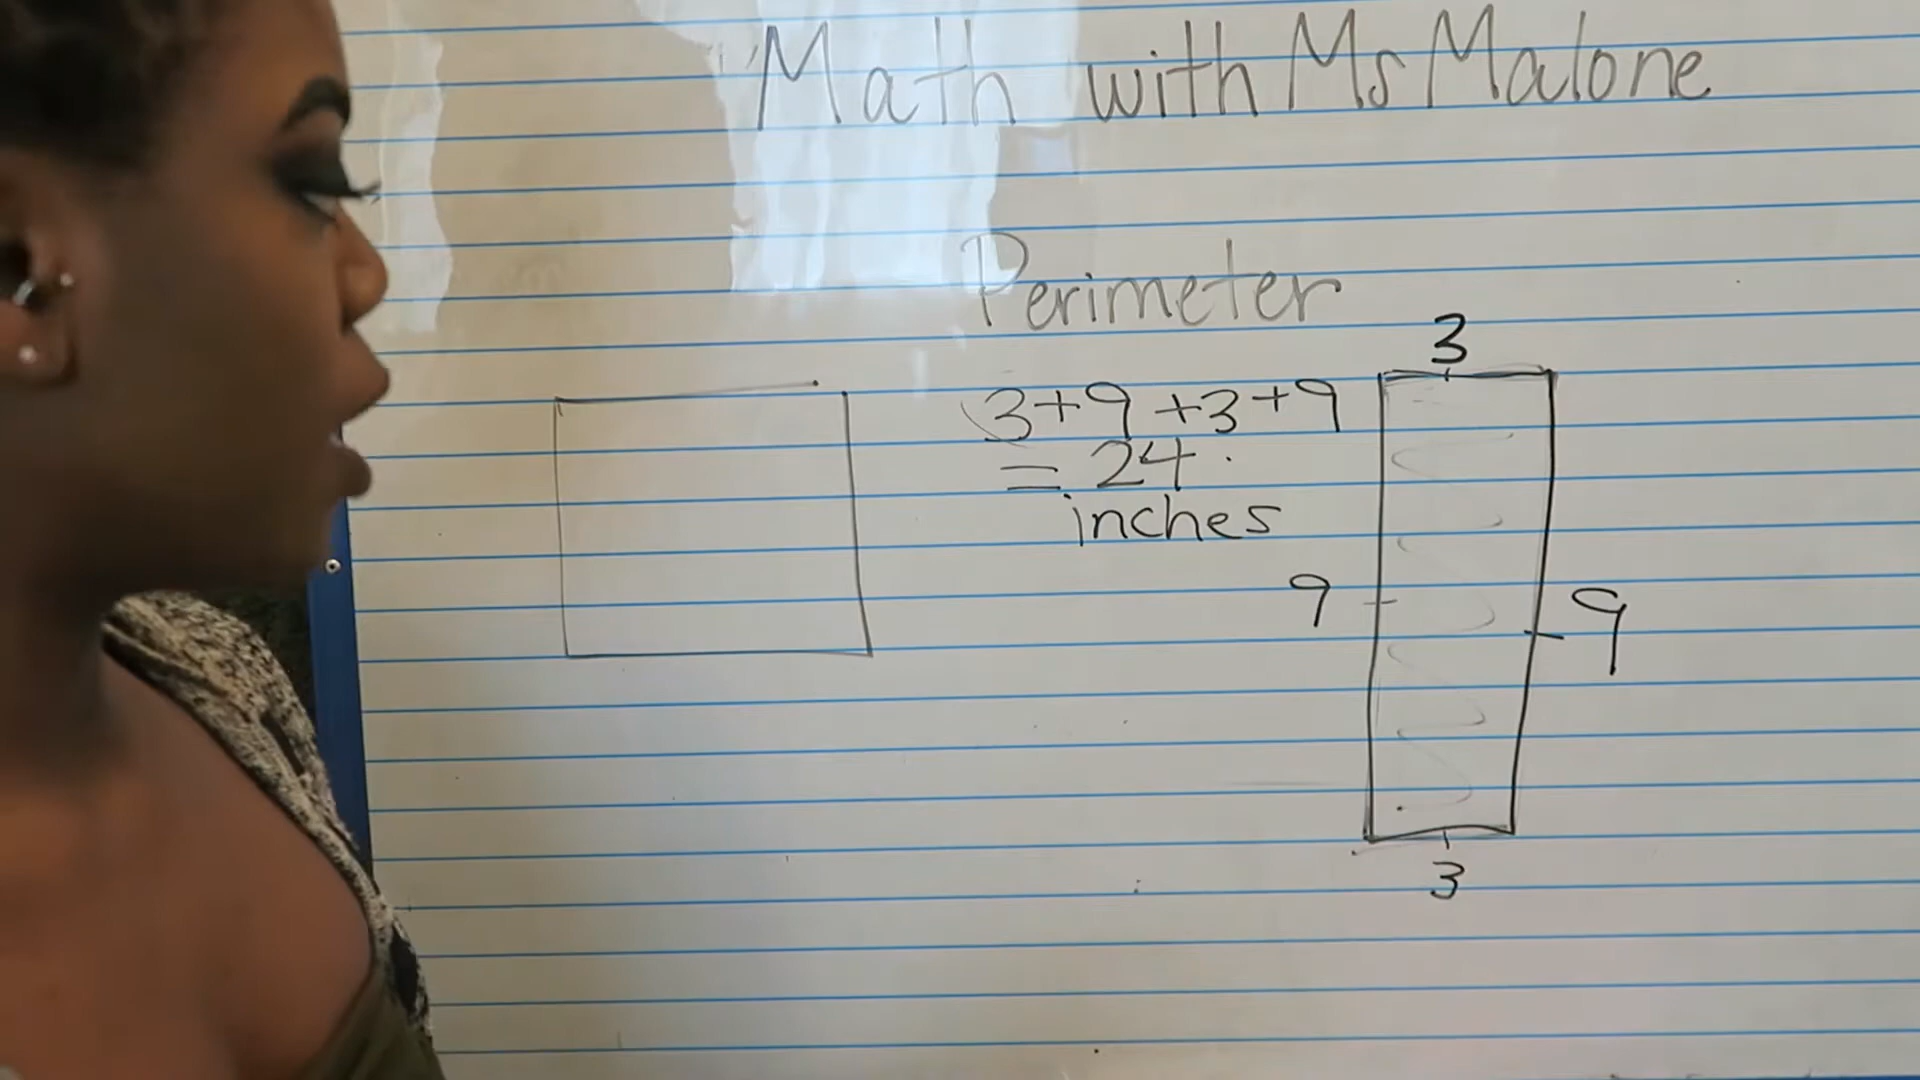 Math with Ms Malone
Perimeter
3
3+9+3+9
= 24
inches
9
9
3